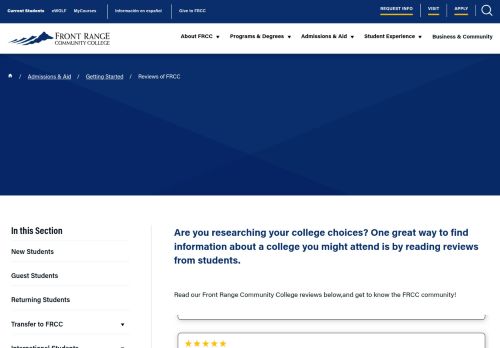 Current Students eWOLF MyCourses Información en español Give to FRCC REQUEST INFO VISIT APPLY
FRONT RANGE
COMMUNITY COLLEGE
About FRCC Programs & Degrees Admissions & Aid Student Experience Business & Community
/ Admissions & Aid / Getting Started / Reviews of FRCC
In this Section
New Students
Guest Students
Returning Students
Transfer to FRCC
International Students
Are you researching your college choices? One great way to find
information about a college you might attend is by reading reviews
from students.
Read our Front Range Community College reviews below,and get to know the FRCC community!